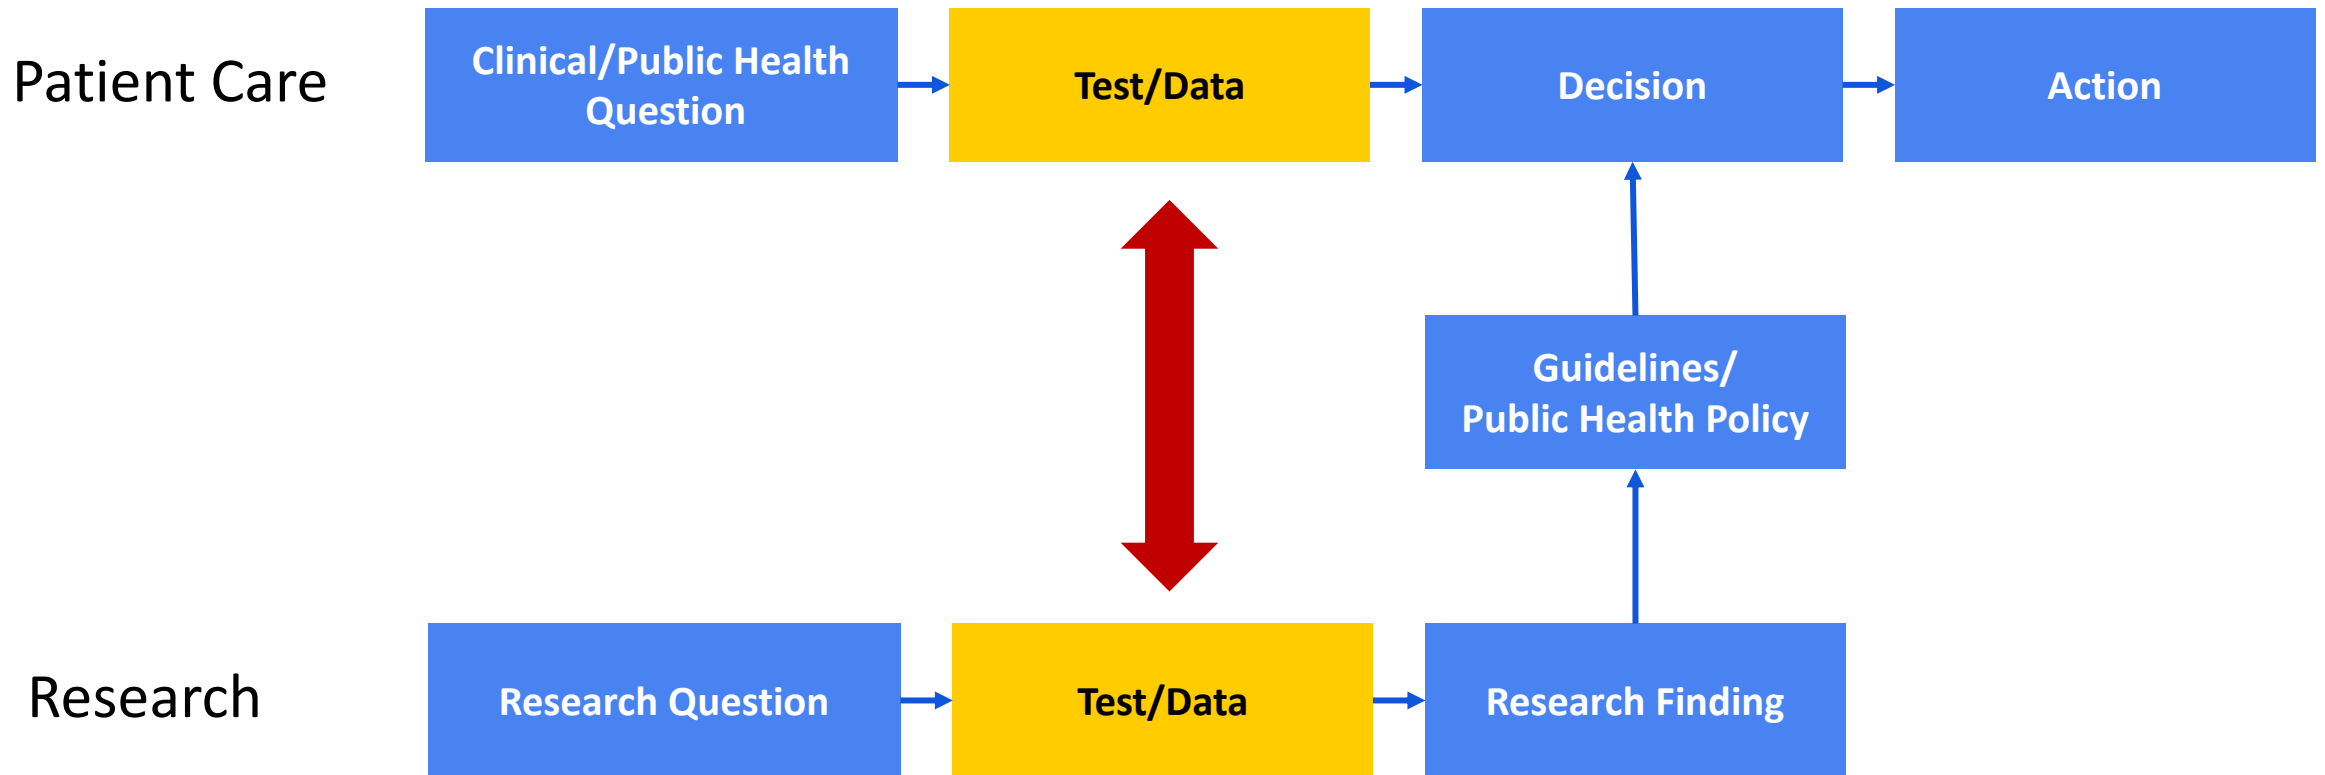 Patient Care
Clinical/Public Health
Question
Test/Data
Decision
Action
Guidelines/
Public Health Policy
Research
Research Question
Test/Data
Research Finding